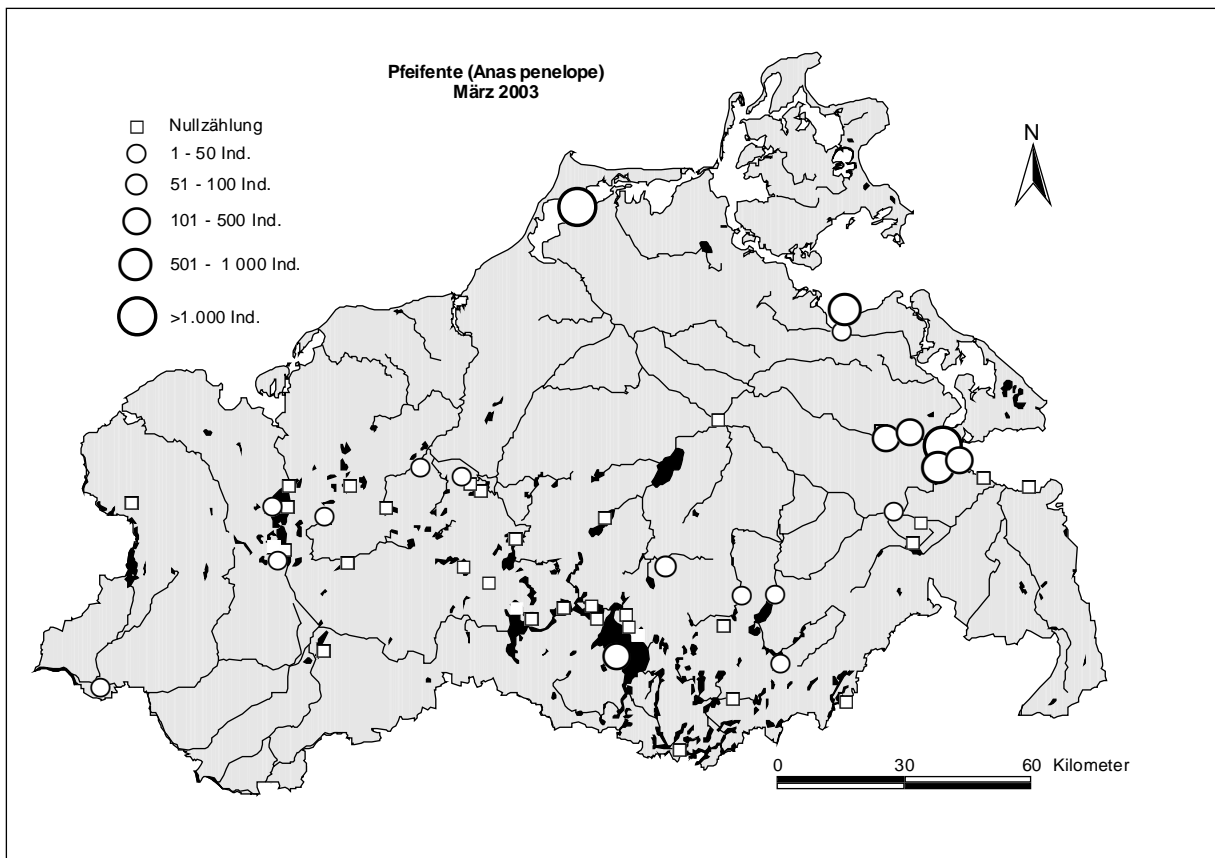 Pfeifente (Anas penelope)
März 2003
Nullzählung
1 - 50 Ind.
51 - 100 Ind.
101 - 500 Ind.
501 - 1 000 Ind.
>1.000 Ind.
N
0 30 60 Kilometer